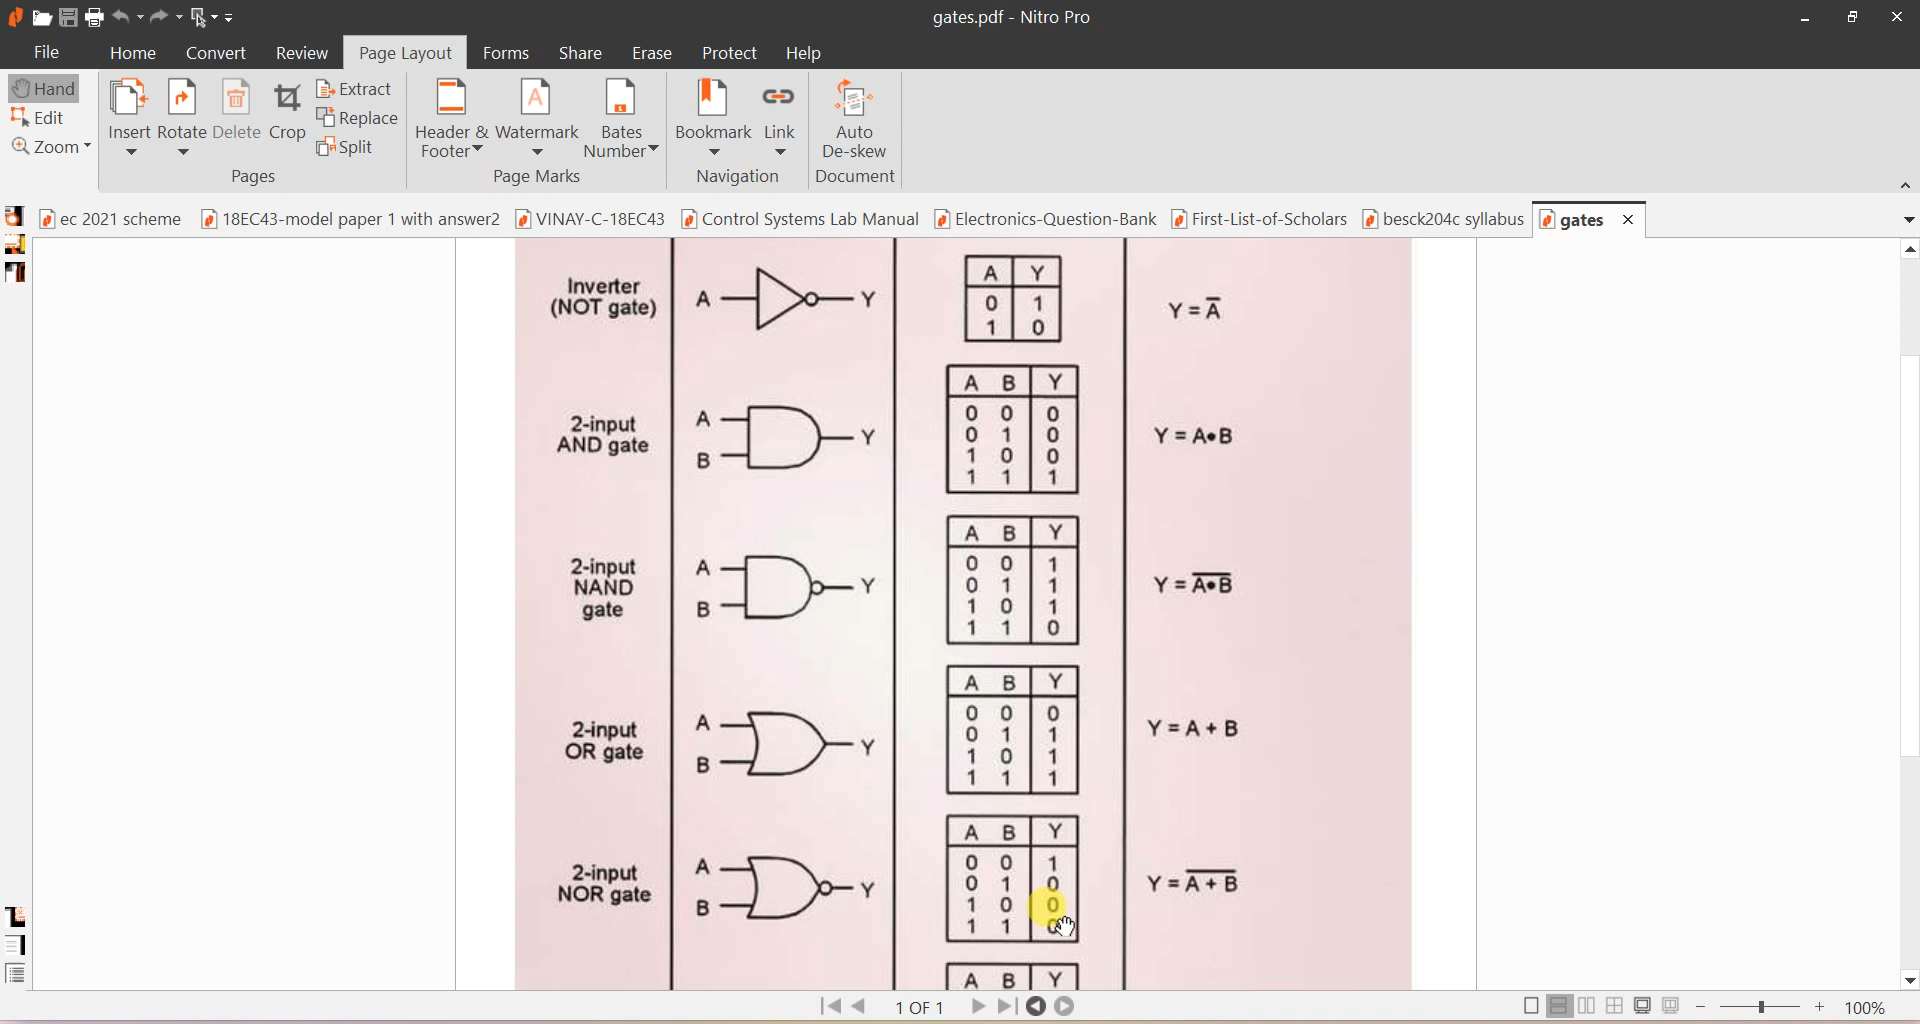 gates.pdf - Nitro Pro
File Home Convert Review Page Layout Forms Share Erase Protect Help
Hand
Edit
Zoom
Insert Rotate Delete Crop
Extract
Replace
Split
Pages
Header & Footer
Watermark
Bates Number
Page Marks
Bookmark
Link
Navigation
Auto De-skew
Document
ec 2021 scheme 18EC43-model paper 1 with answer2 VINAY-C-18EC43 Control Systems Lab Manual Electronics-Question-Bank First-List-of-Scholars besck204c syllabus gates
Inverter
(NOT gate)
A Y
A Y
0 1
1 0
Y = A̅
2-input
AND gate
A
B
Y
A B Y
0 0 0
0 1 0
1 0 0
1 1 1
Y = A•B
2-input
NAND
gate
A
B
Y
A B Y
0 0 1
0 1 1
1 0 1
1 1 0
Y = A̅•̅B̅
2-input
OR gate
A
B
Y
A B Y
0 0 0
0 1 1
1 0 1
1 1 1
Y = A + B
2-input
NOR gate
A
B
Y
A B Y
0 0 1
0 1 0
1 0 0
1 1 0
Y = A̅ ̅+̅ ̅B̅
A B Y
1 OF 1
100%